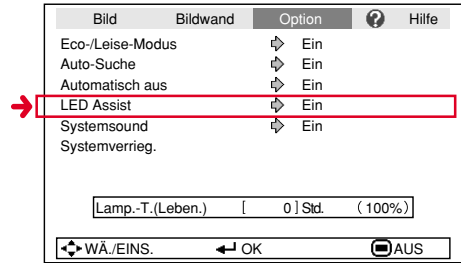 Bild Bildwand Option ? Hilfe
Eco-/Leise-Modus Ein
Auto-Suche Ein
Automatisch aus Ein
LED Assist Ein
Systemsound Ein
Systemverrieg.
Lamp.-T.(Leben.) [ 0 ] Std. (100%)
WÄ./EINS. OK AUS